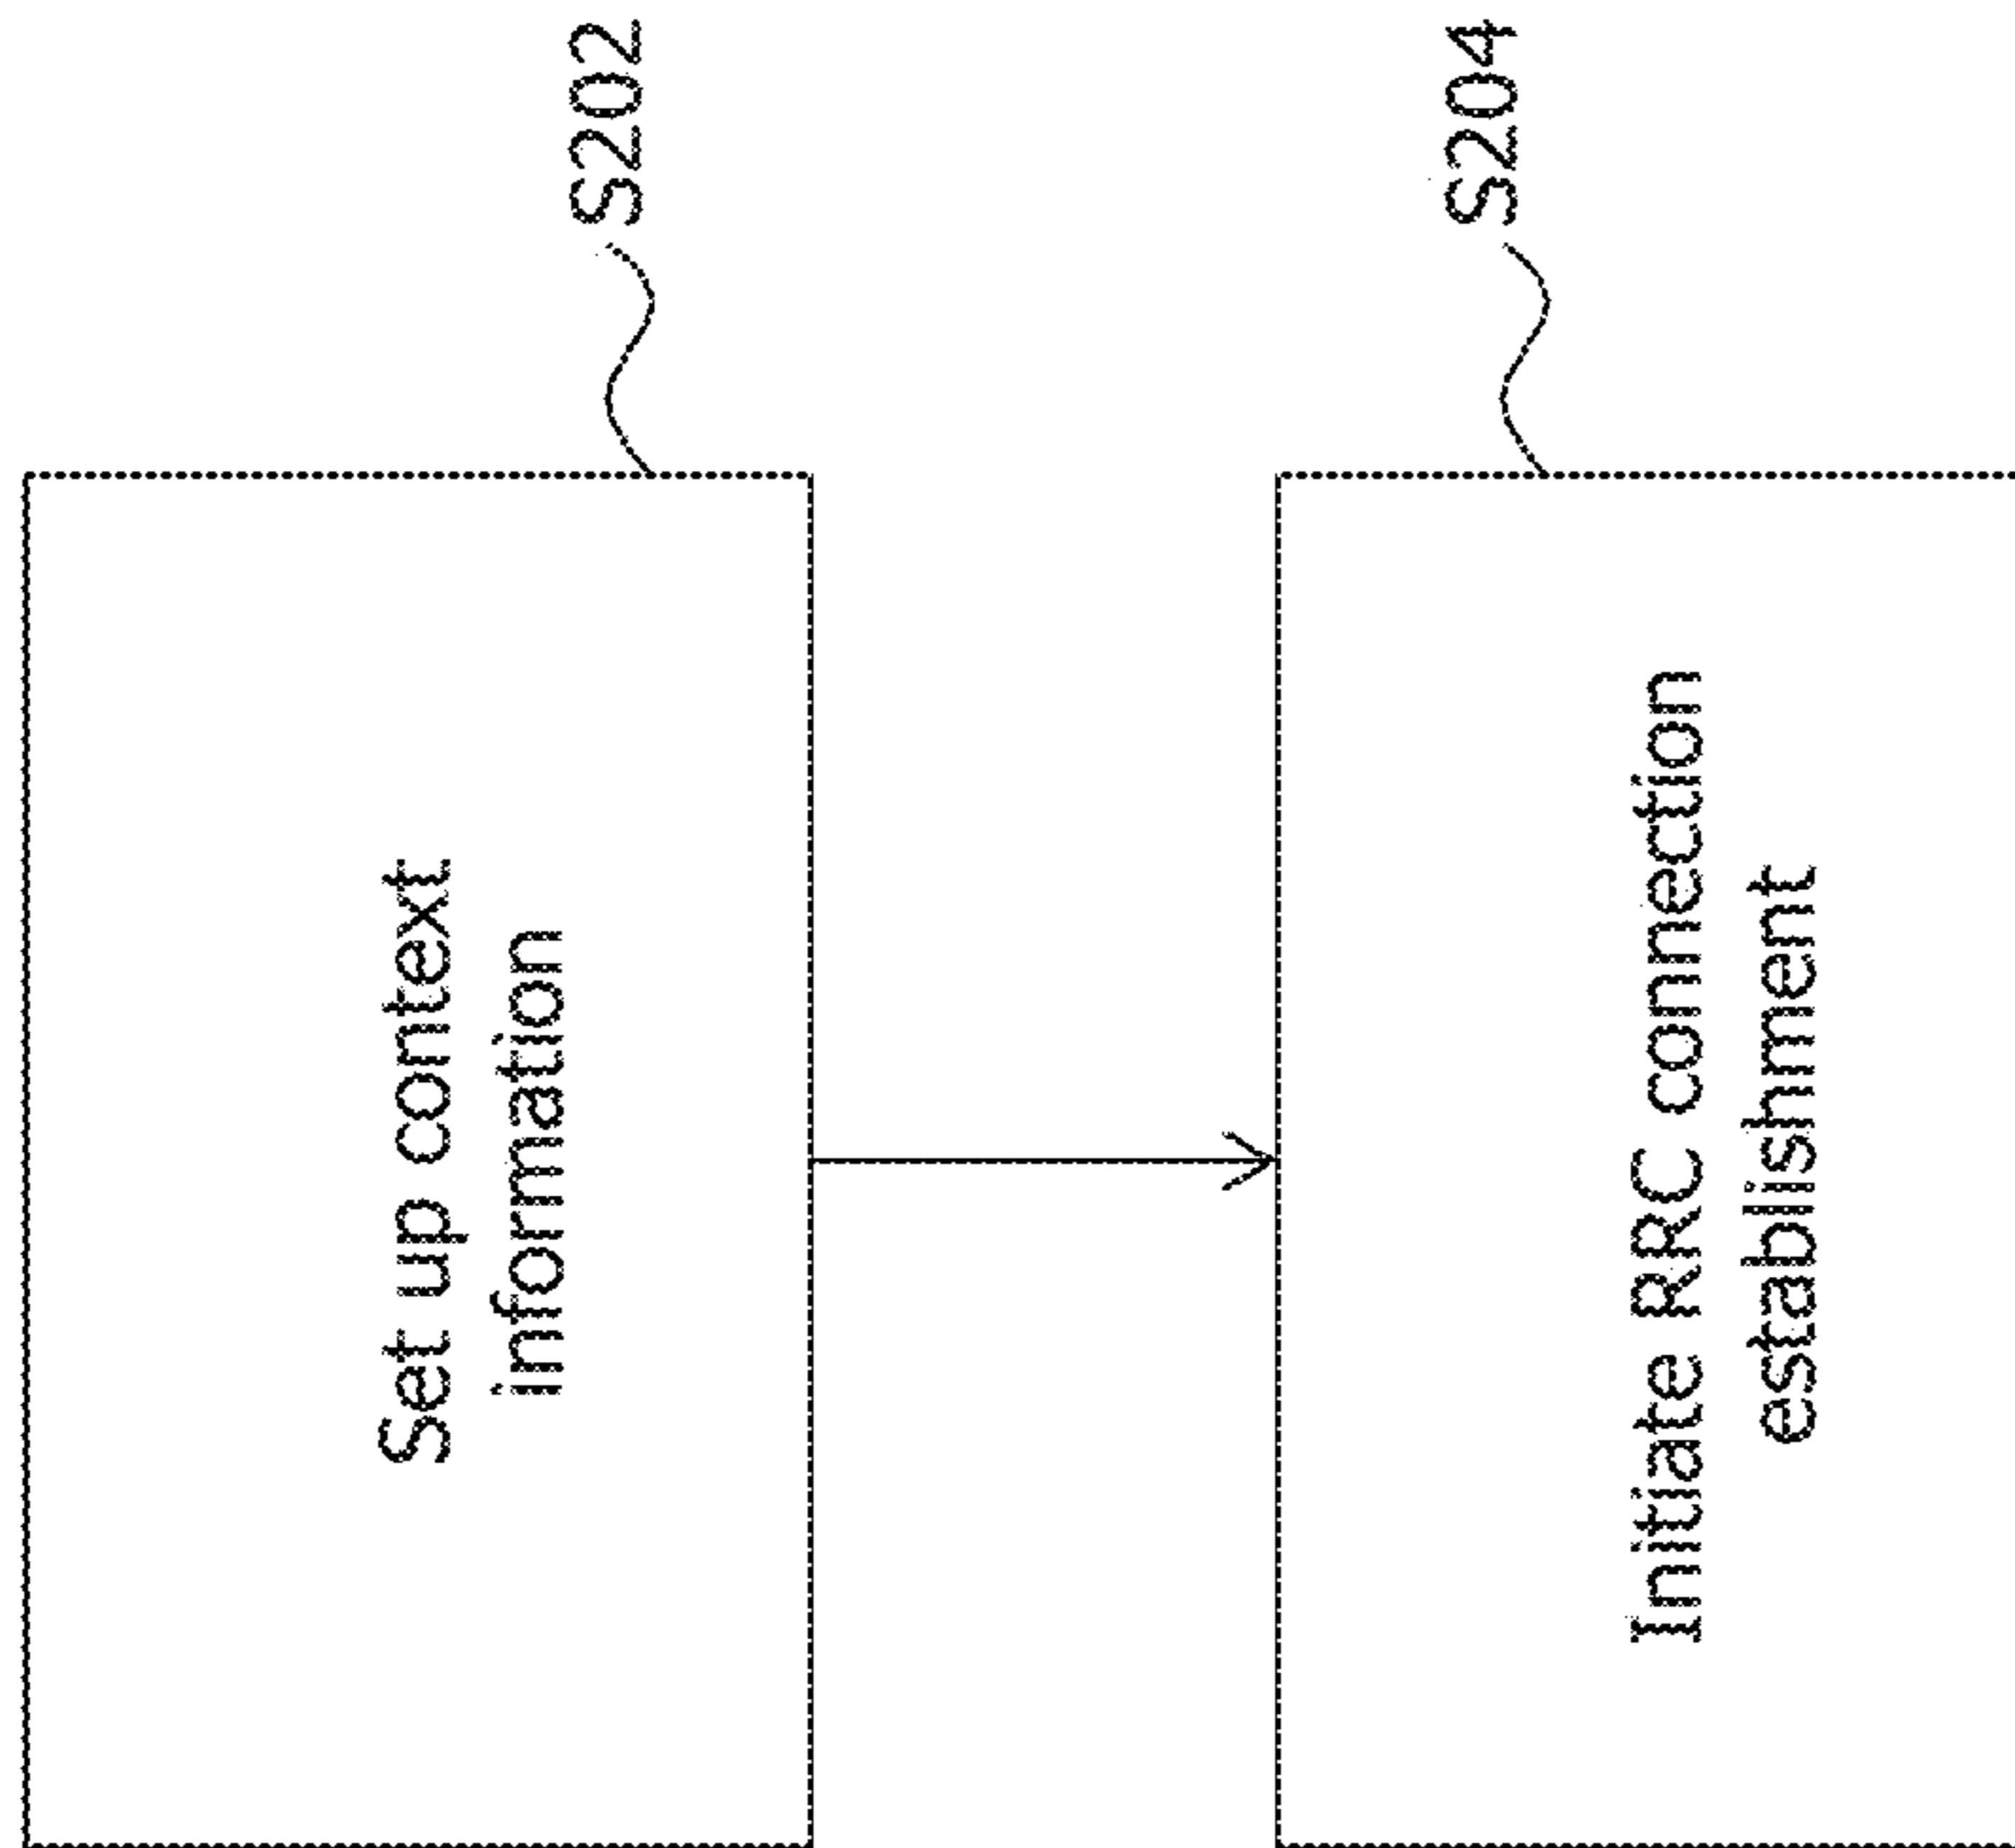 Set up context
information
S202
Initiate RRC connection
establishment
S204